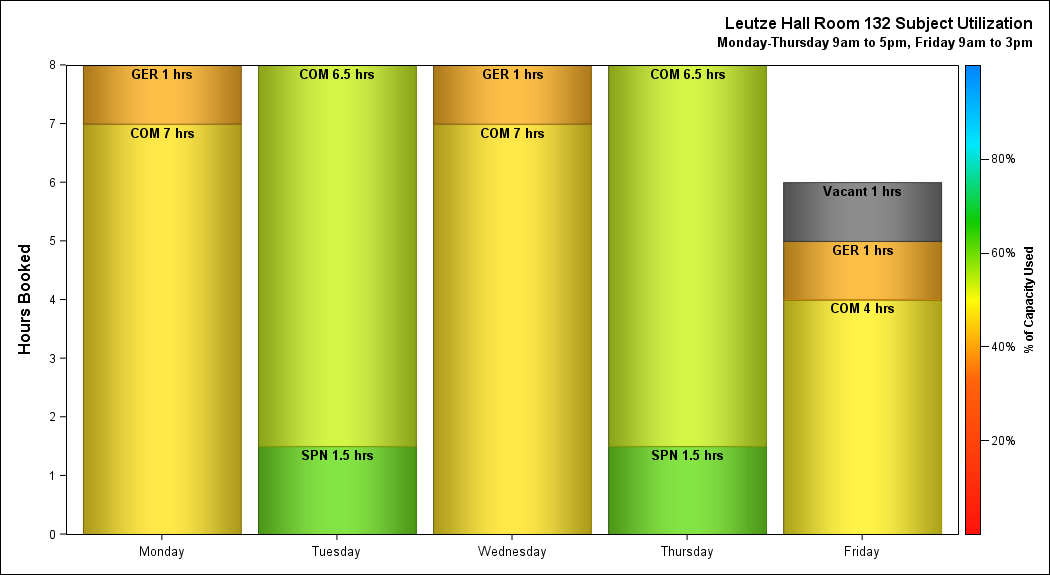 Leutze Hall Room 132 Subject Utilization
Monday-Thursday 9am to 5pm, Friday 9am to 3pm
Hours Booked
8
7
6
5
4
3
2
1
0
GER 1 hrs
COM 7 hrs
COM 6.5 hrs
SPN 1.5 hrs
GER 1 hrs
COM 7 hrs
COM 6.5 hrs
SPN 1.5 hrs
Vacant 1 hrs
GER 1 hrs
COM 4 hrs
Monday
Tuesday
Wednesday
Thursday
Friday
80%
60%
40%
20%
% of Capacity Used